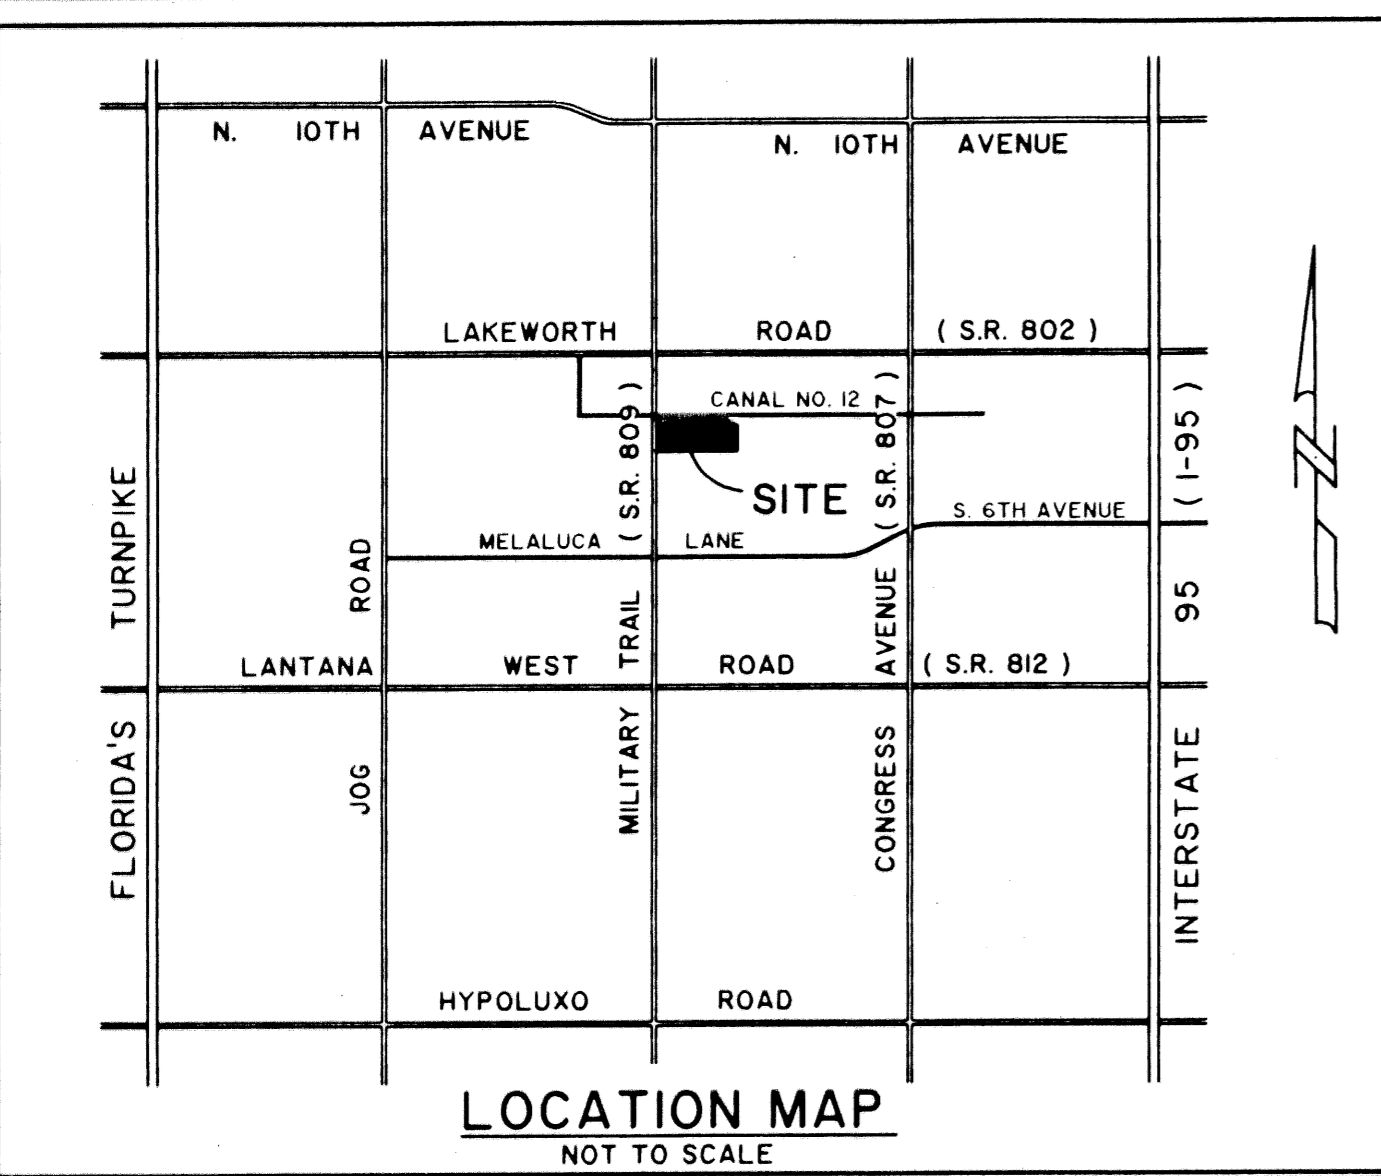 N. 10TH AVENUE
N. 10TH AVENUE
LAKEWORTH ROAD ( S.R. 802 )
CANAL NO. 12
SITE
S. 6TH AVENUE
MELALUCA LANE
LANTANA WEST ROAD ( S.R. 812 )
HYPOLUXO ROAD
FLORIDA'S TURNPIKE
JOG ROAD
MILITARY TRAIL ( S.R. 809 )
CONGRESS AVENUE ( S.R. 807 )
INTERSTATE 95 ( I-95 )
N
LOCATION MAP
NOT TO SCALE